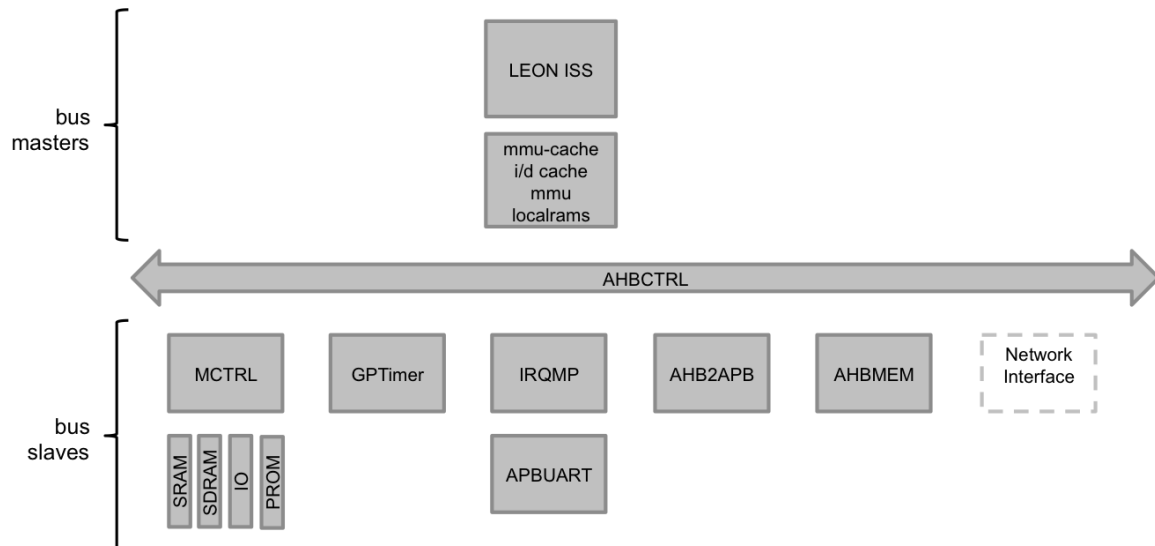 bus
masters
LEON ISS
mmu-cache
i/d cache
mmu
localrams
AHBCTRL
bus
slaves
MCTRL
GPTimer
IRQMP
AHB2APB
AHBMEM
Network
Interface
SRAM
SDRAM
IO
PROM
APBUART